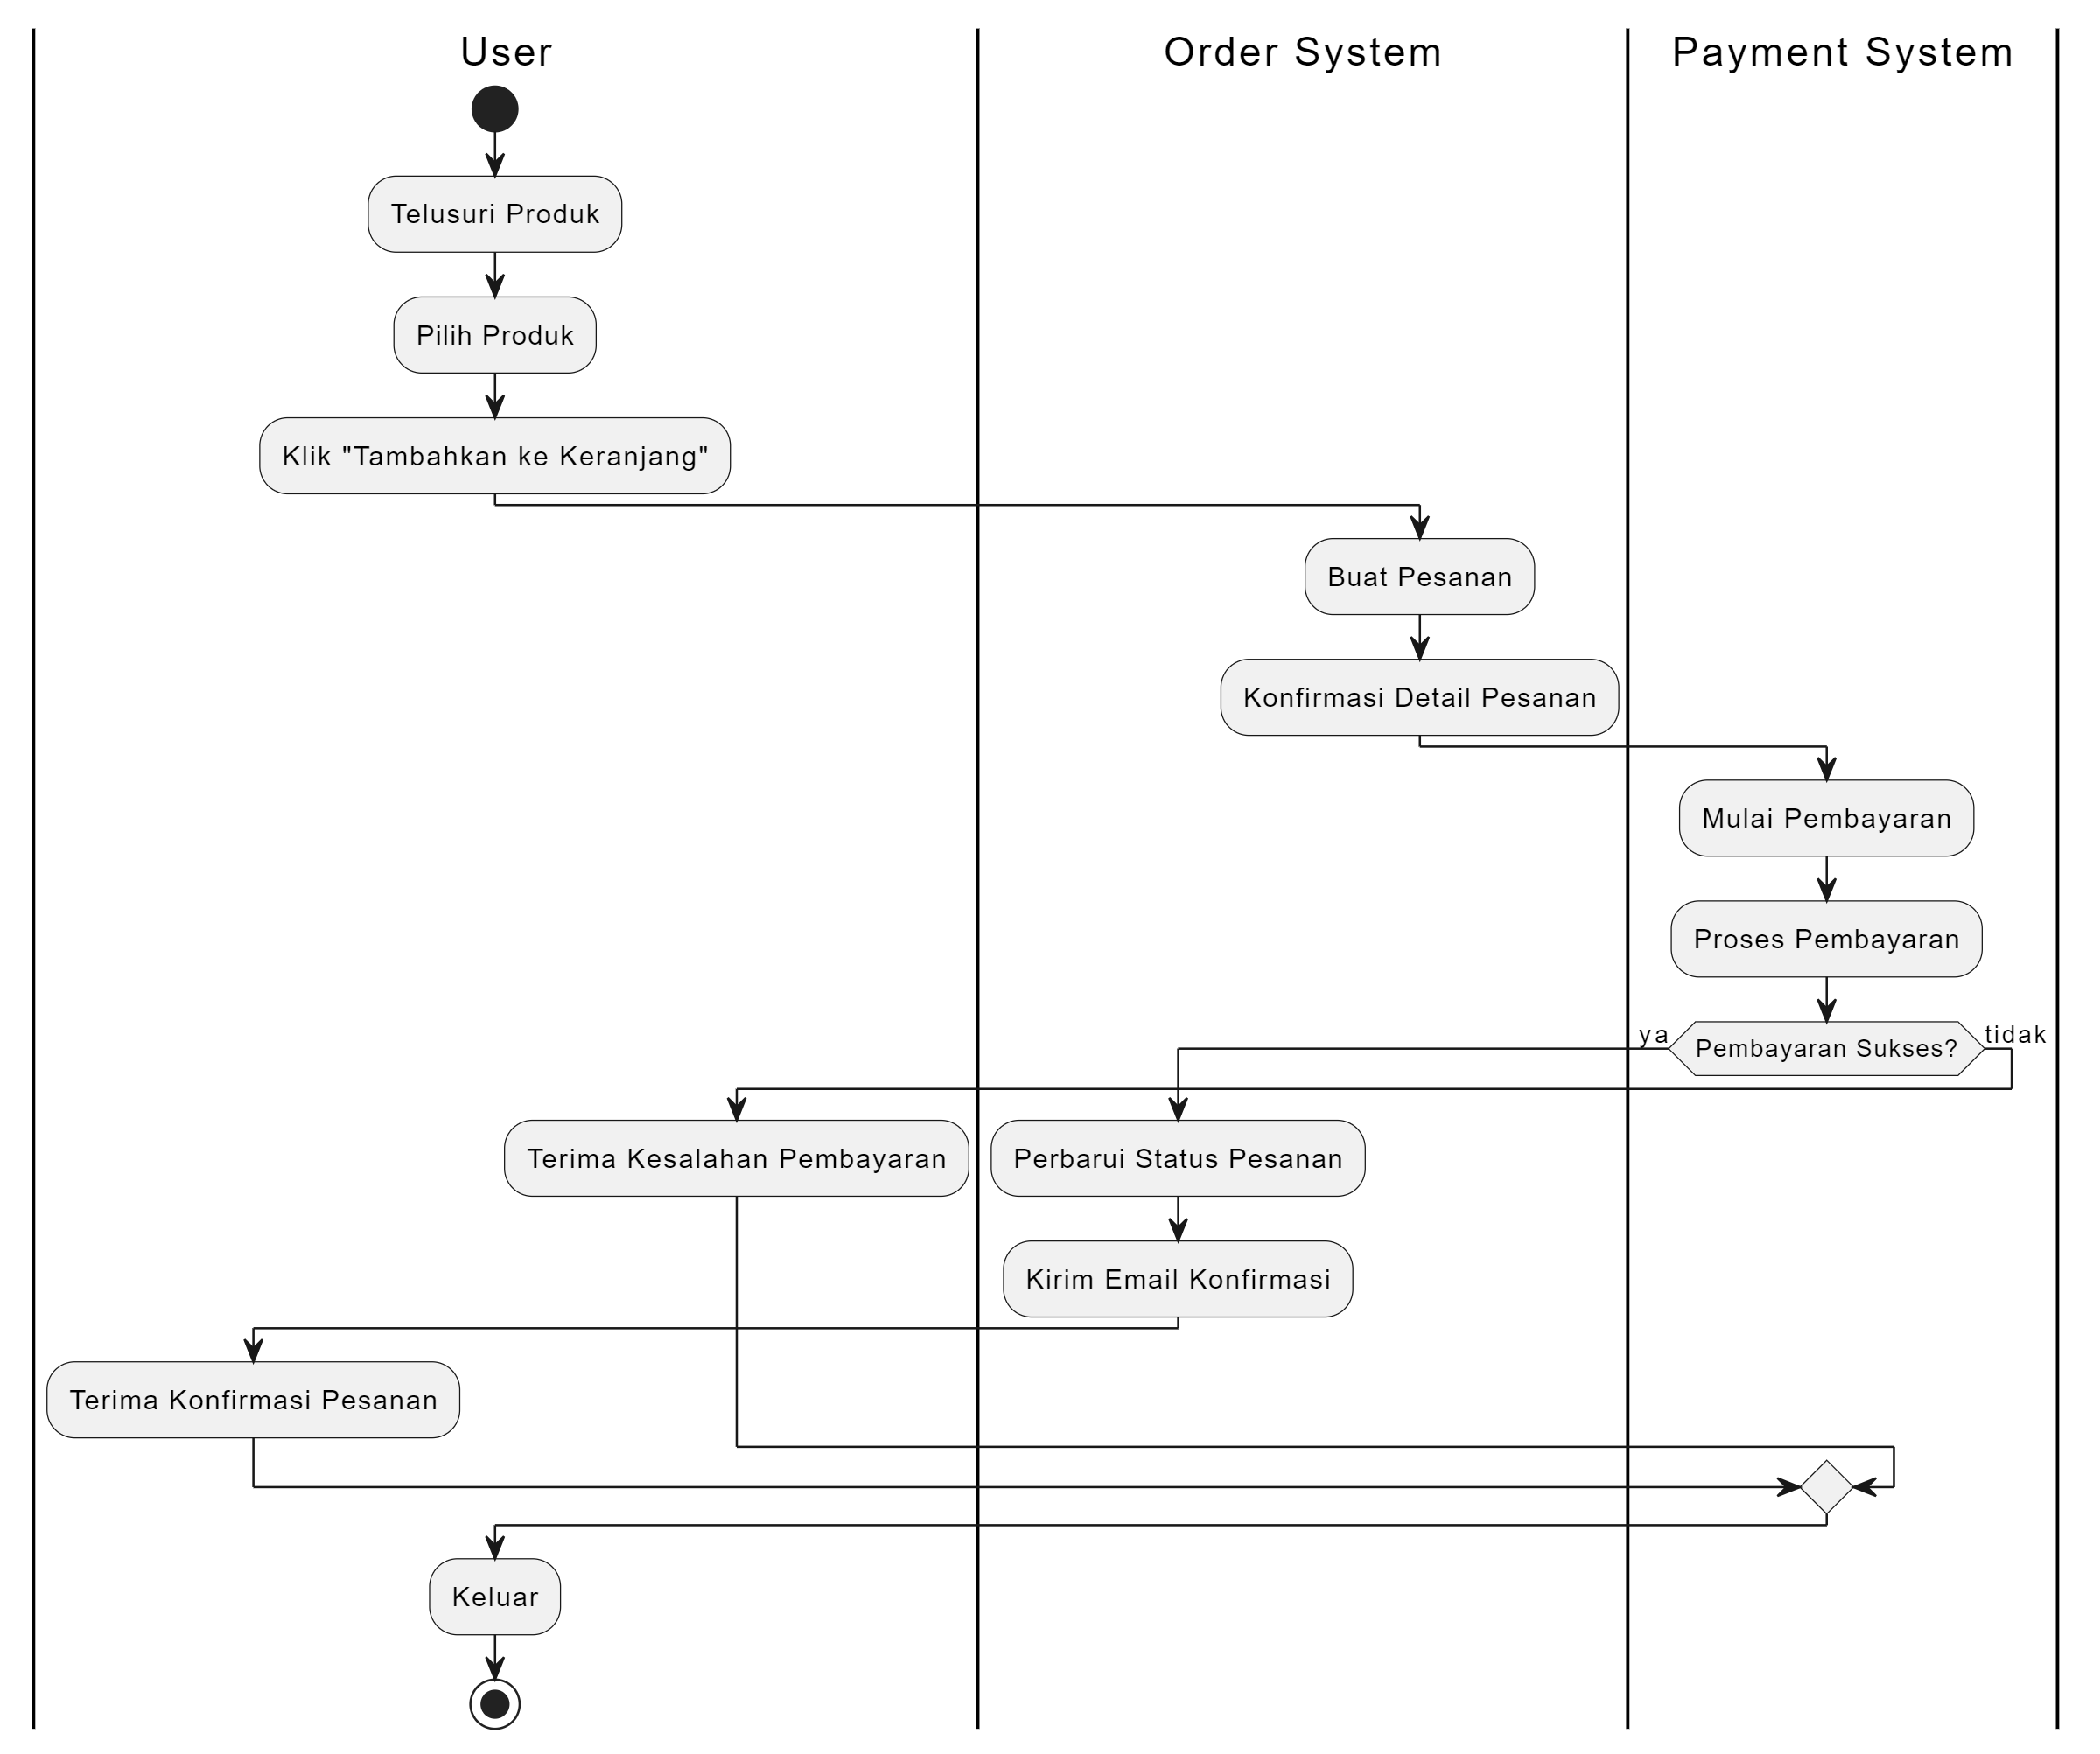 User
Order System
Payment System
Telusuri Produk
Pilih Produk
Klik "Tambahkan ke Keranjang"
Buat Pesanan
Konfirmasi Detail Pesanan
Mulai Pembayaran
Proses Pembayaran
ya
Pembayaran Sukses?
tidak
Terima Kesalahan Pembayaran
Perbarui Status Pesanan
Kirim Email Konfirmasi
Terima Konfirmasi Pesanan
Keluar